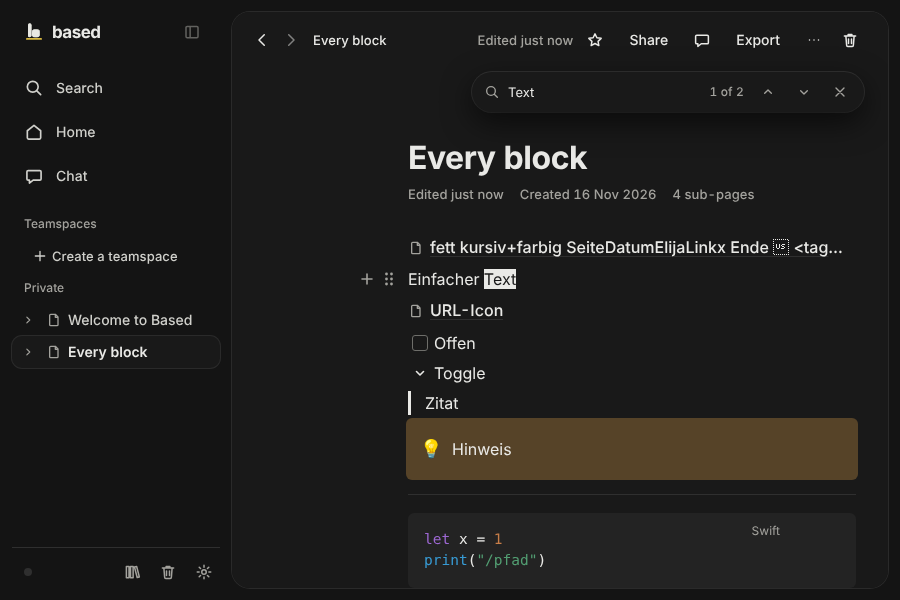 based
Search
Home
Chat
Teamspaces
Create a teamspace
Private
Welcome to Based
Every block
Every block
Edited just now
Share
Export
Text
1 of 2
Every block
Edited just now Created 16 Nov 2026 4 sub-pages
fett kursiv+farbig SeiteDatumElijaLinkx Ende US <tag...
Einfacher Text
URL-Icon
Offen
Toggle
Zitat
💡 Hinweis
Swift
let x = 1
print("/pfad")